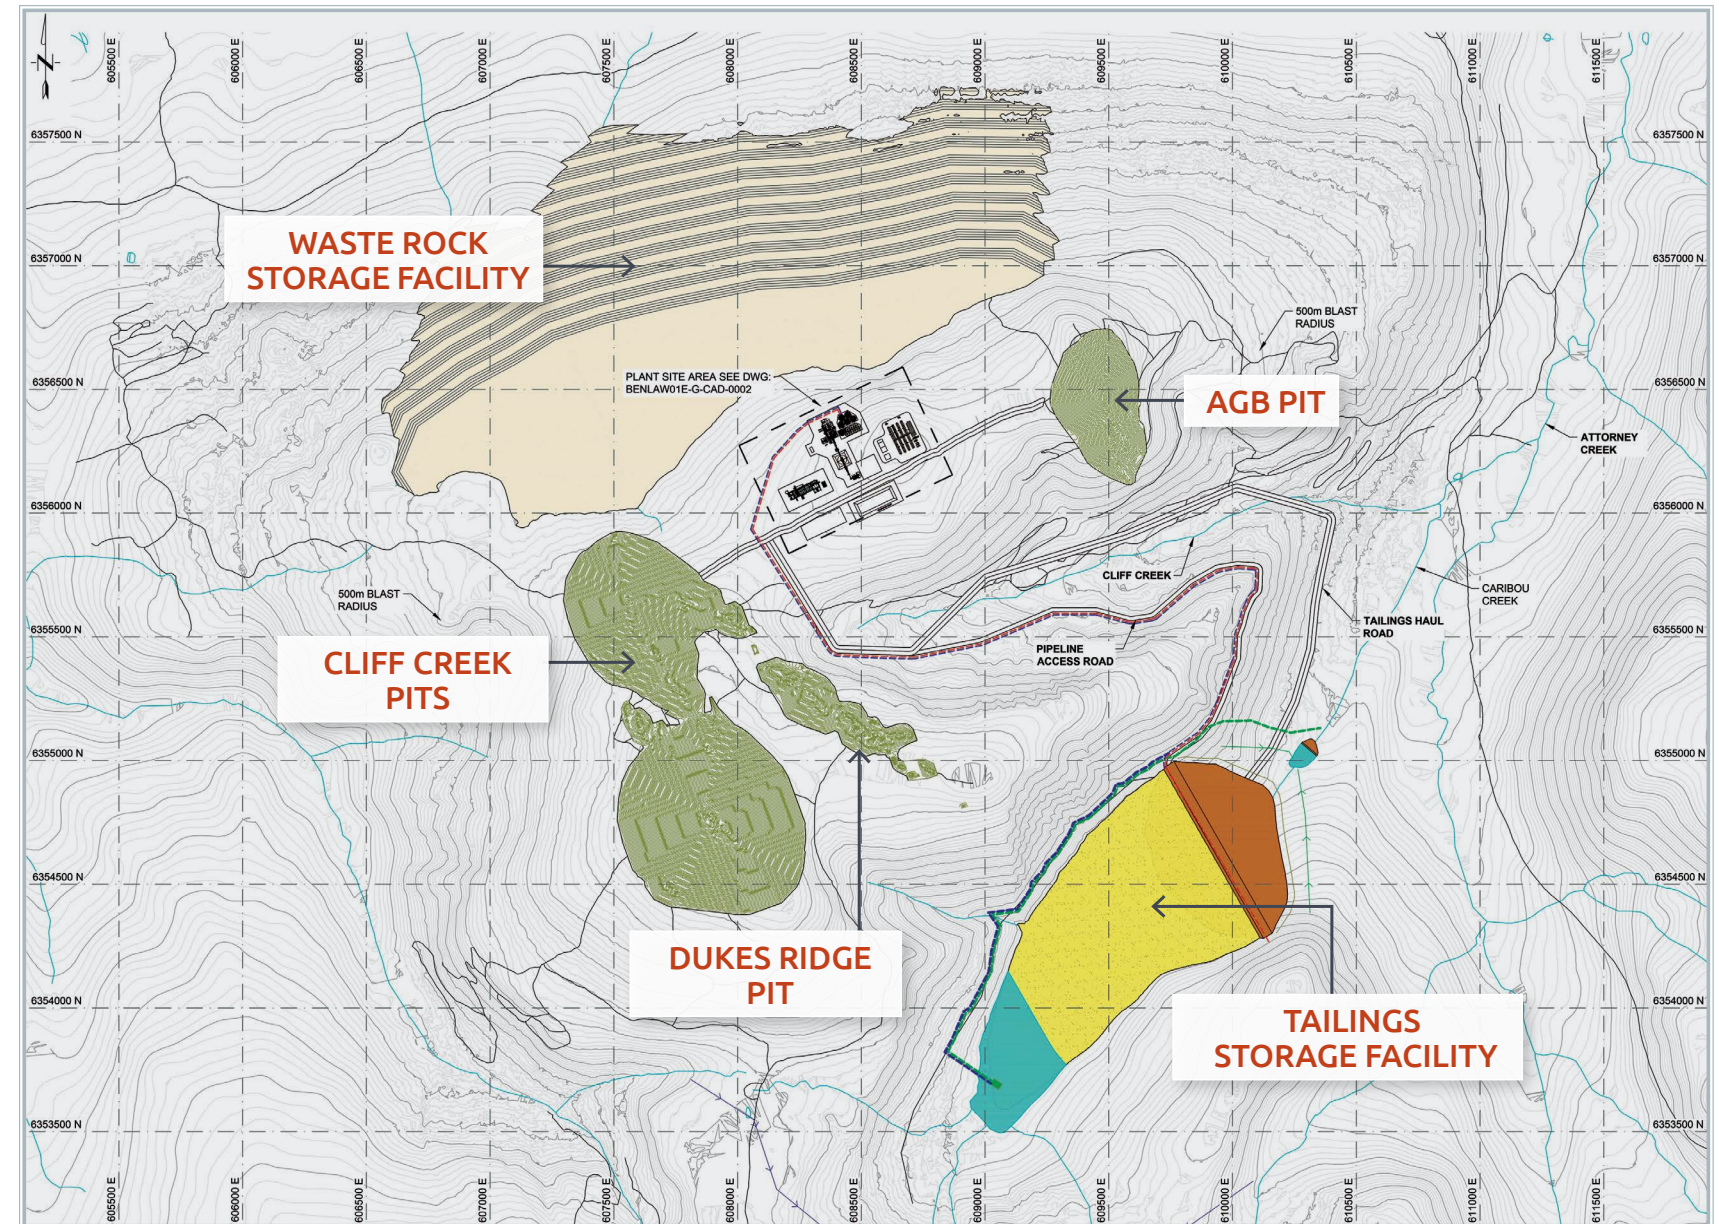 N
605500 E
606000 E
606500 E
607000 E
607500 E
608000 E
608500 E
609000 E
609500 E
610000 E
610500 E
611000 E
611500 E
6357500 N
6357500 N
WASTE ROCK
STORAGE FACILITY
6357000 N
6357000 N
500m BLAST
RADIUS
PLANT SITE AREA SEE DWG:
BENLAW01E-G-CAD-0002
6356500 N
6356500 N
AGB PIT
ATTORNEY
CREEK
6356000 N
6356000 N
CLIFF CREEK
CARIBOU
CREEK
500m BLAST
RADIUS
TAILINGS HAUL
ROAD
6355500 N
6355500 N
PIPELINE
ACCESS ROAD
CLIFF CREEK
PITS
6355000 N
6355000 N
6354500 N
6354500 N
DUKES RIDGE
PIT
6354000 N
6354000 N
TAILINGS
STORAGE FACILITY
6353500 N
6353500 N
605500 E
606000 E
606500 E
607000 E
607500 E
608000 E
608500 E
609000 E
609500 E
610000 E
610500 E
611000 E
611500 E